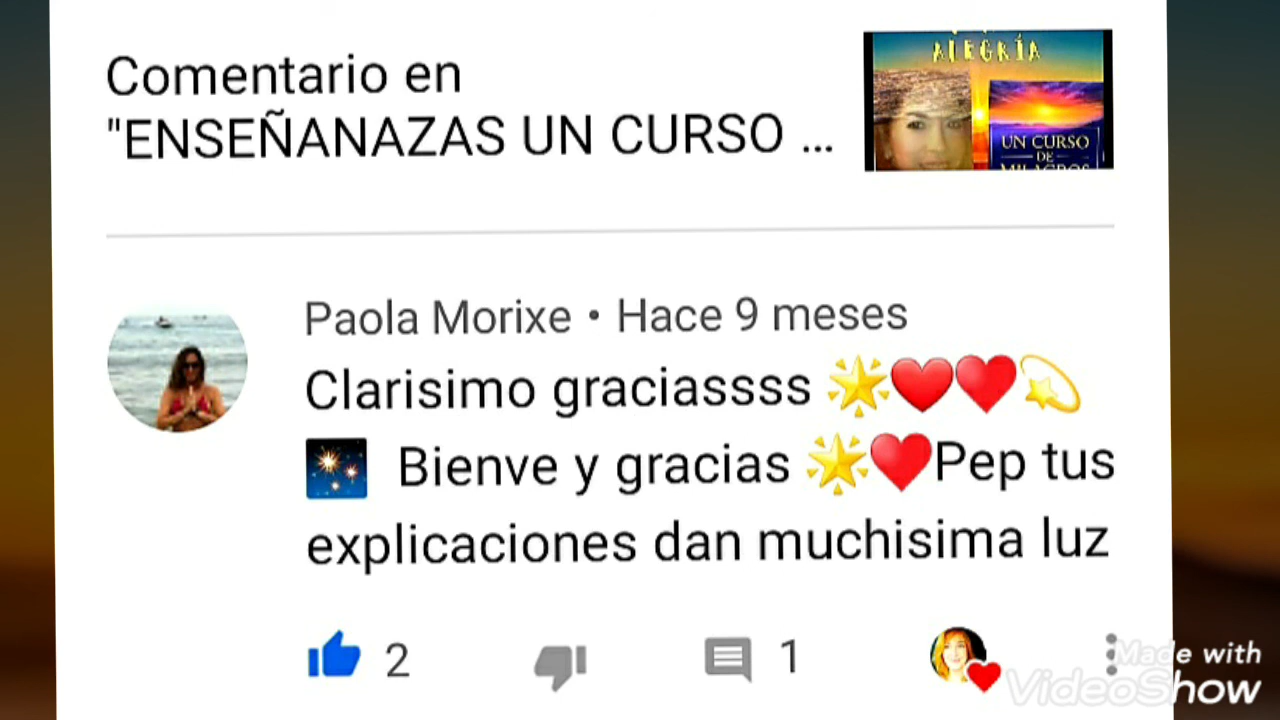 Comentario en
"ENSEÑANAZAS UN CURSO ...
ALEGRÍA
UN CURSO
DE
MILAGROS
Paola Morixe • Hace 9 meses
Clarisimo graciassss 🌟❤️♥️💫
🎇 Bienve y gracias 🌟♥️Pep tus
explicaciones dan muchisima luz
2
1
Made with
VideoShow